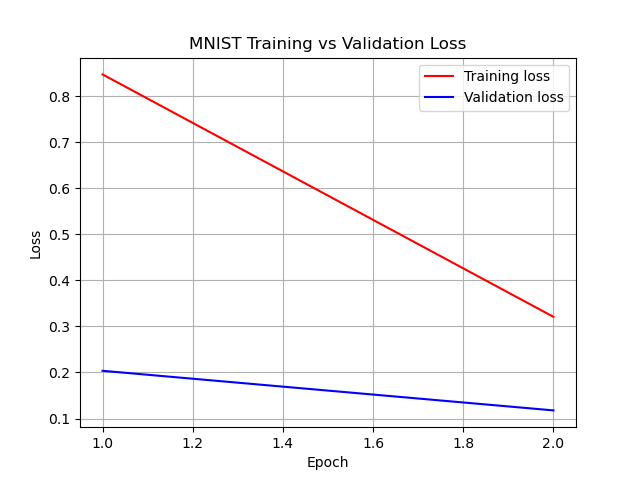 MNIST Training vs Validation Loss
Training loss
Validation loss
0.8
0.7
0.6
0.5
0.4
0.3
0.2
0.1
Loss
1.0 1.2 1.4 1.6 1.8 2.0
Epoch